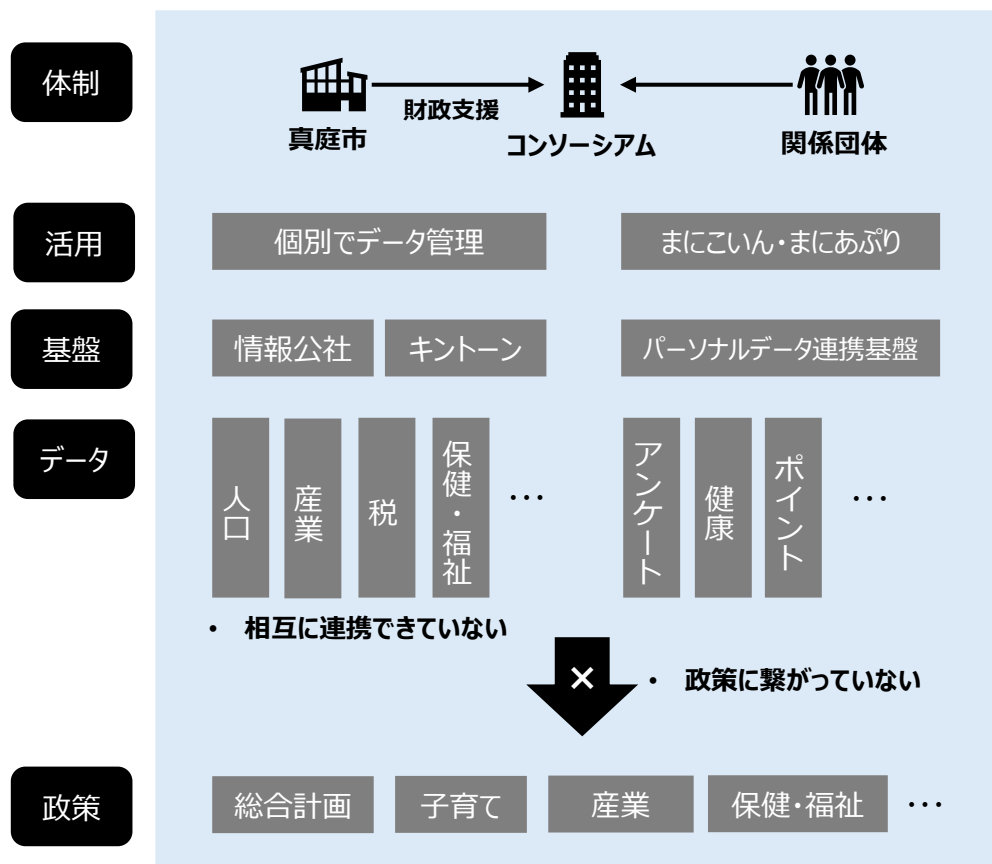 体制
財政支援
真庭市
コンソーシアム
関係団体
活用
個別でデータ管理
まにこいん・まにあぷり
基盤
情報公社
キントーン
パーソナルデータ連携基盤
データ
人口
産業
税
保健・福祉
…
アンケート
健康
ポイント
…
• 相互に連携できていない
×
• 政策に繋がっていない
政策
総合計画
子育て
産業
保健・福祉
…